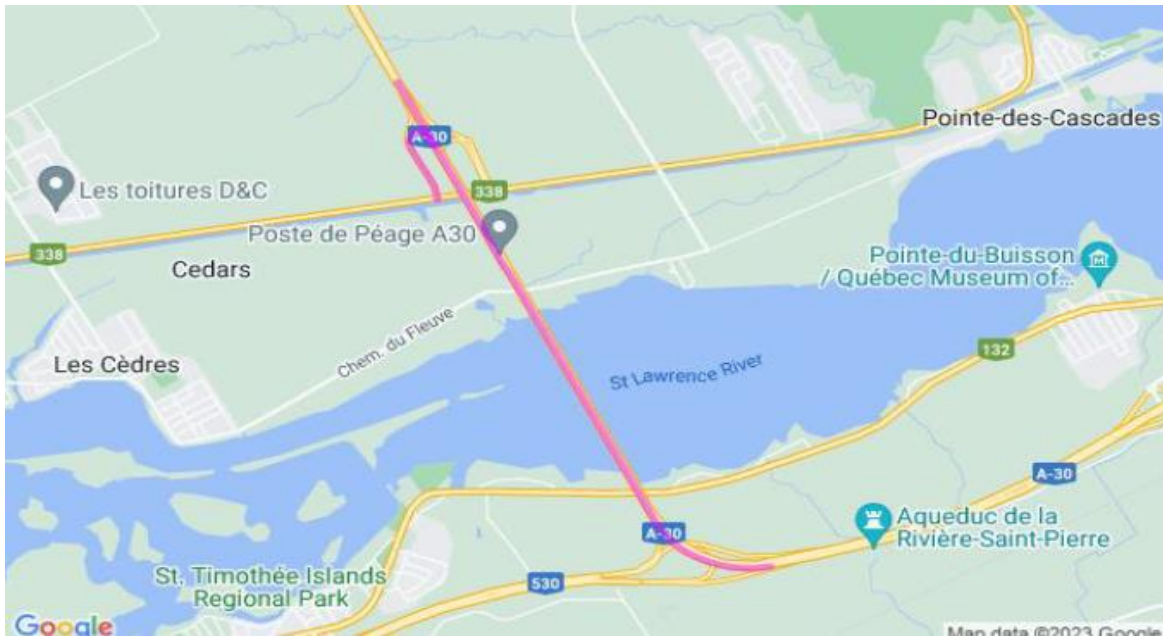 Pointe-des-Cascades
A-30
Les toitures D&C
338
Poste de Péage A30
338
Cedars
Pointe-du-Buisson
/ Québec Museum of...
Chem. du Fleuve
132
Les Cèdres
St Lawrence River
A-30
A-30
Aqueduc de la
Rivière-Saint-Pierre
St. Timothée Islands
Regional Park
530
Google
Map data ©2023 Google